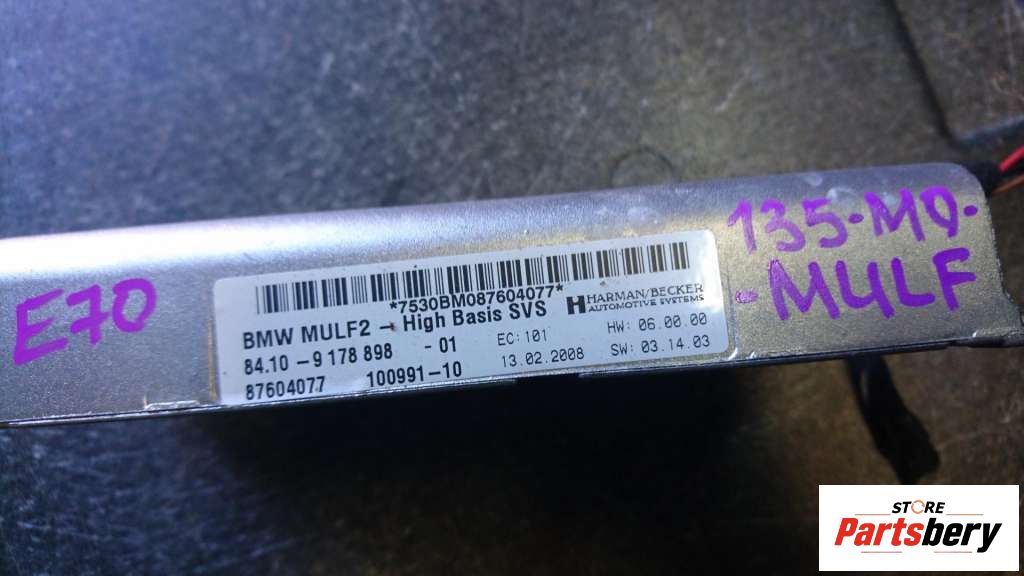 E70
135-MO-
-MULF
*7530BM087604077*
HARMAN/BECKER
AUTOMOTIVE SYSTEMS
BMW MULF2 - High Basis SVS
84.10 - 9 178 898 - 01
EC: 101
HW: 06.00.00
87604077
100991-10
13.02.2008
SW: 03.14.03
STORE
Partsbery